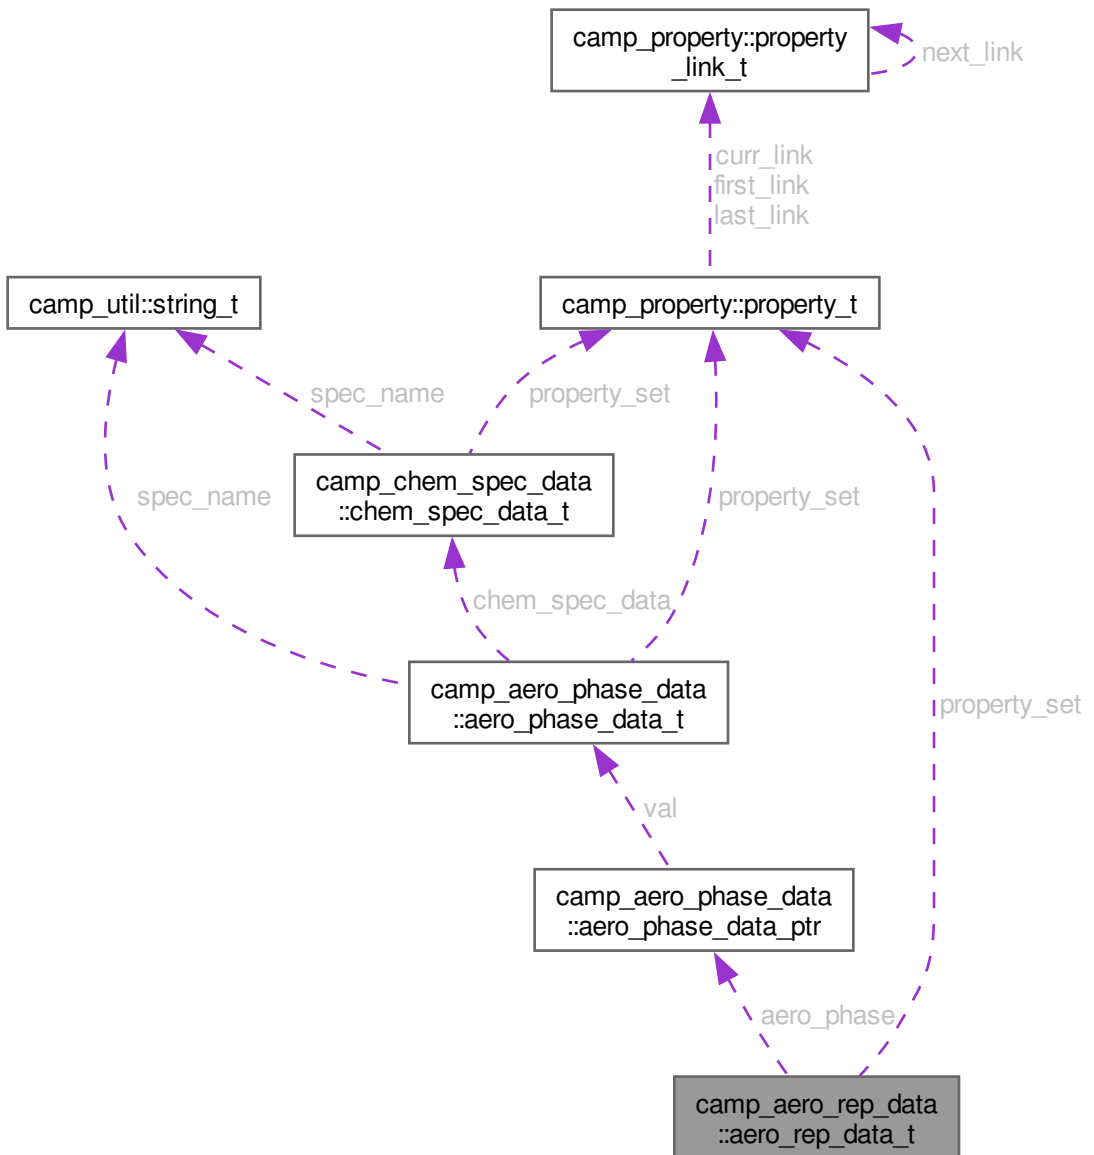 camp_property::property
_link_t
next_link
curr_link
first_link
last_link
camp_util::string_t
camp_property::property_t
spec_name
property_set
camp_chem_spec_data
::chem_spec_data_t
spec_name
property_set
chem_spec_data
camp_aero_phase_data
::aero_phase_data_t
property_set
val
camp_aero_phase_data
::aero_phase_data_ptr
aero_phase
camp_aero_rep_data
::aero_rep_data_t